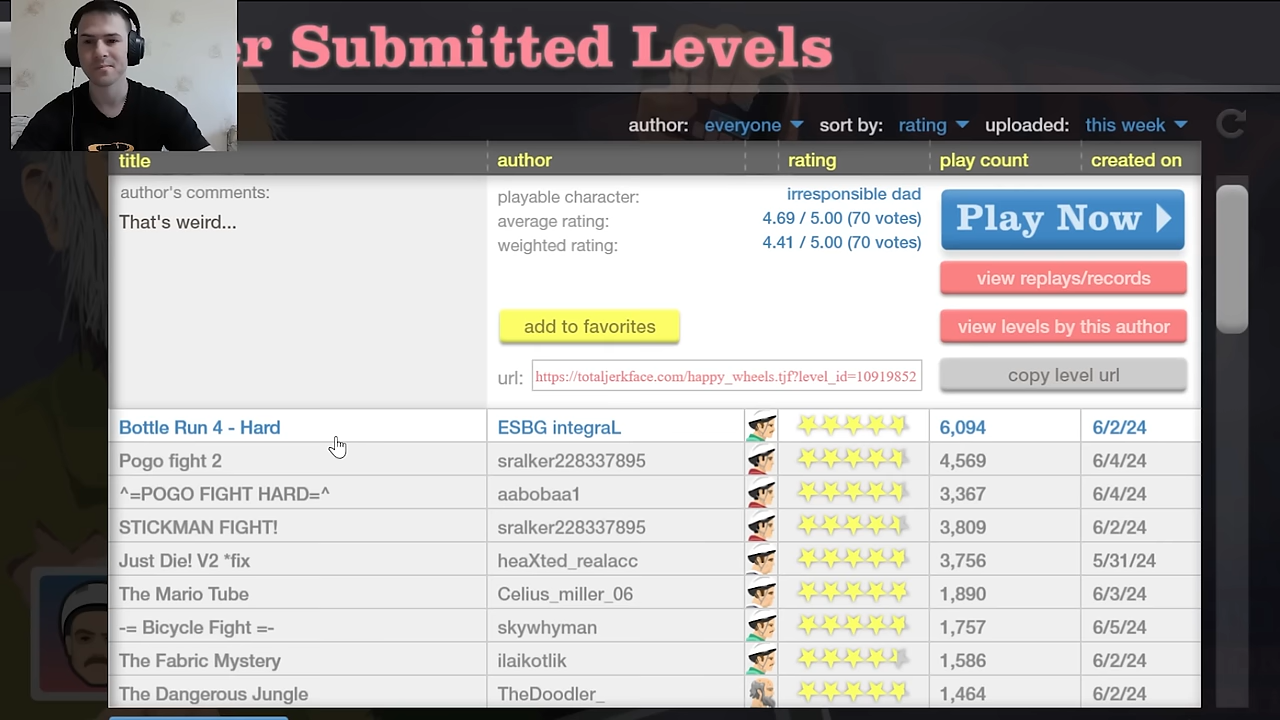 er Submitted Levels
author: everyone sort by: rating uploaded: this week
title author rating play count created on
author's comments:
That's weird...
playable character: irresponsible dad
average rating: 4.69 / 5.00 (70 votes)
weighted rating: 4.41 / 5.00 (70 votes)
Play Now
view replays/records
add to favorites
view levels by this author
url: https://totaljerkface.com/happy_wheels.tjf?level_id=10919852
copy level url
Bottle Run 4 - Hard ESBG integraL 6,094 6/2/24
Pogo fight 2 sralker228337895 4,569 6/4/24
^=POGO FIGHT HARD=^ aabobaa1 3,367 6/4/24
STICKMAN FIGHT! sralker228337895 3,809 6/2/24
Just Die! V2 *fix heaXted_realacc 3,756 5/31/24
The Mario Tube Celius_miller_06 1,890 6/3/24
-= Bicycle Fight =- skywhyman 1,757 6/5/24
The Fabric Mystery ilaikotlik 1,586 6/2/24
The Dangerous Jungle TheDoodler_ 1,464 6/2/24